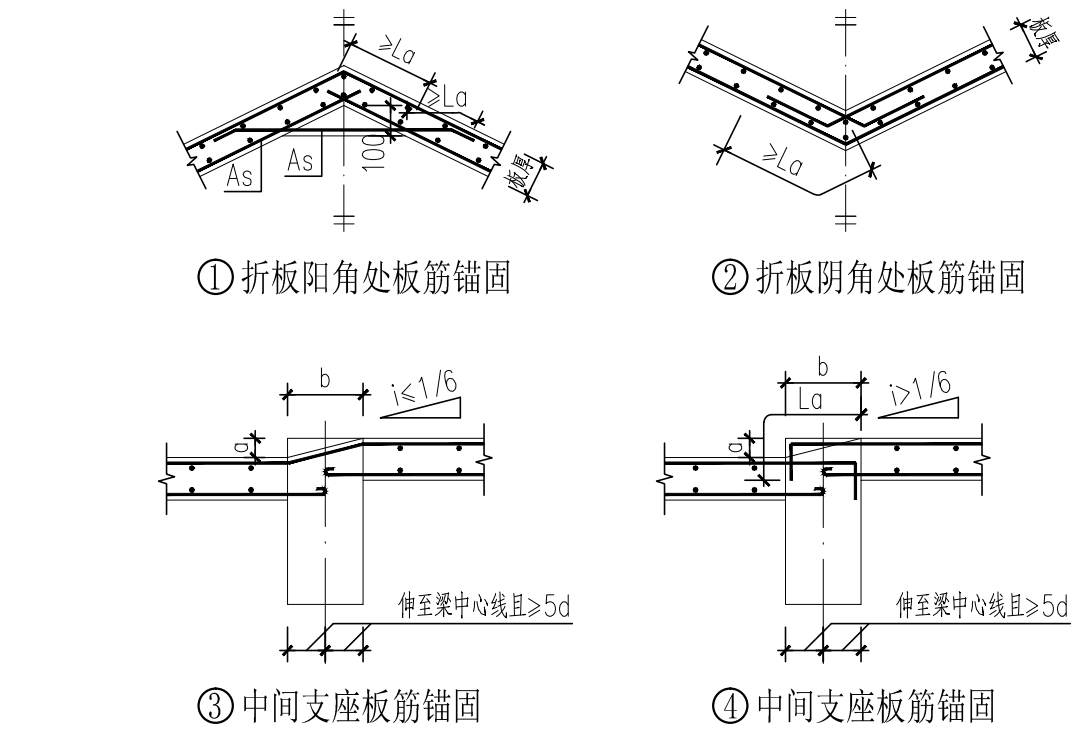 ≥La
≥La
100
As
As
板厚
① 折板阳角处板筋锚固
板厚
≥La
② 折板阴角处板筋锚固
b
i≤1/6
a
伸至梁中心线且≥5d
③ 中间支座板筋锚固
b
La
i>1/6
a
伸至梁中心线且≥5d
④ 中间支座板筋锚固